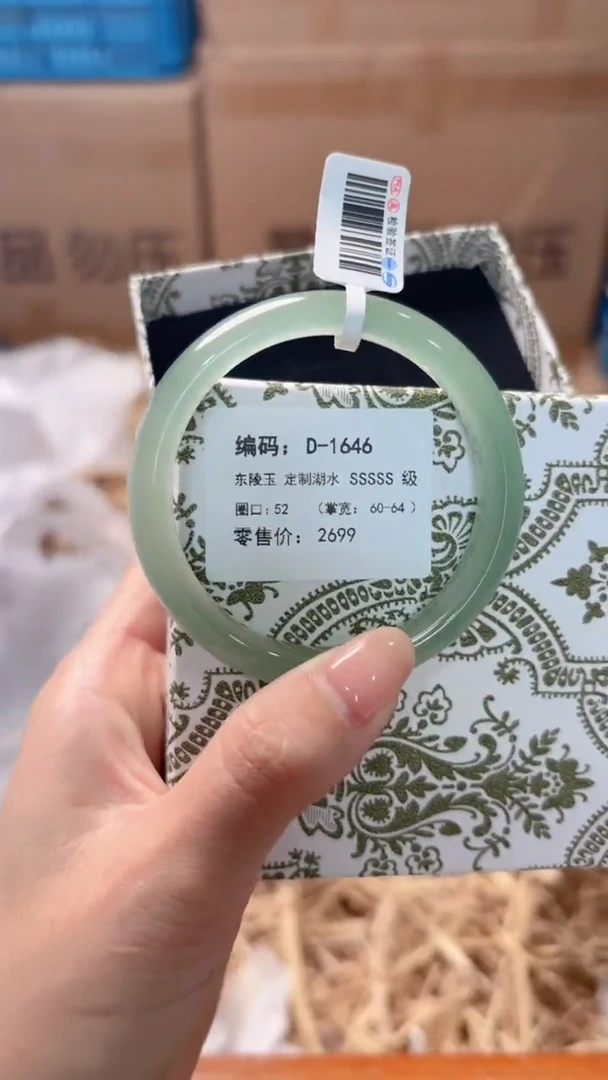 编码: D-1646
东陵玉 定制湖水 SSSSS 级
圈口: 52 (掌宽: 60-64 )
零售价: 2699